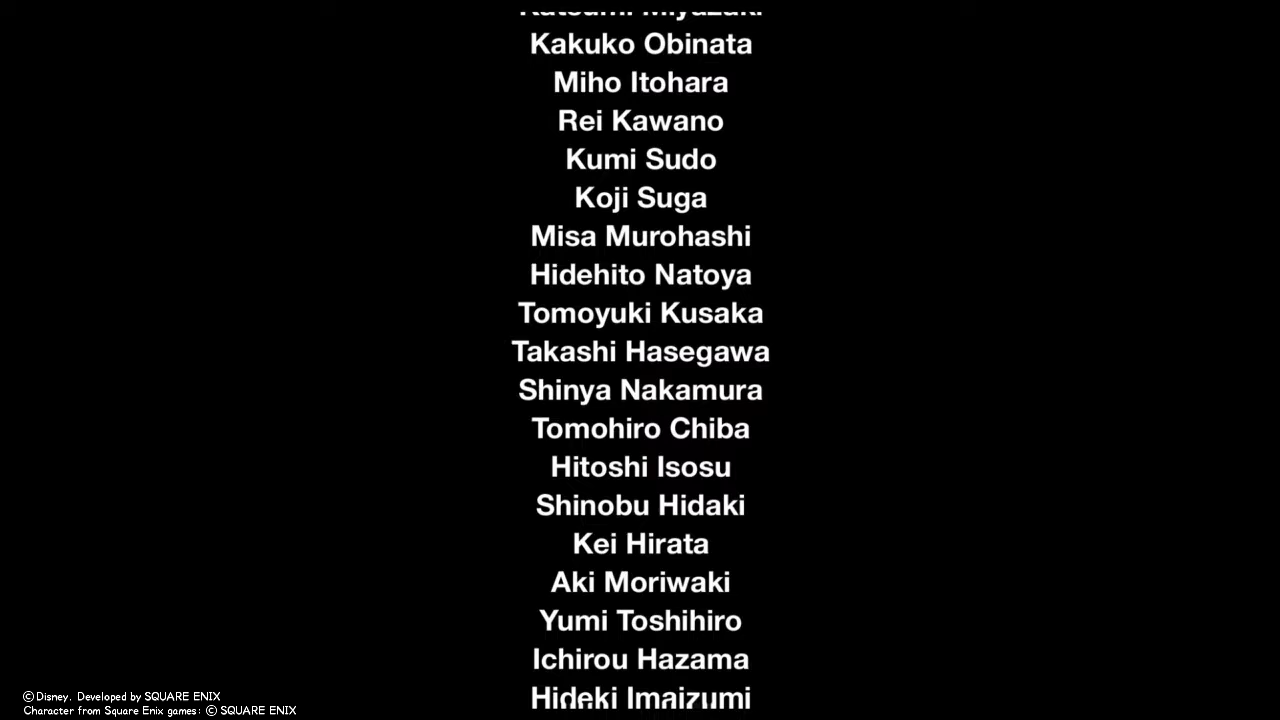 Katsumi Miyazaki
Kakuko Obinata
Miho Itohara
Rei Kawano
Kumi Sudo
Koji Suga
Misa Murohashi
Hidehito Natoya
Tomoyuki Kusaka
Takashi Hasegawa
Shinya Nakamura
Tomohiro Chiba
Hitoshi Isosu
Shinobu Hidaki
Kei Hirata
Aki Moriwaki
Yumi Toshihiro
Ichirou Hazama
Hideki Imaizumi
© Disney. Developed by SQUARE ENIX
Character from Square Enix games: © SQUARE ENIX